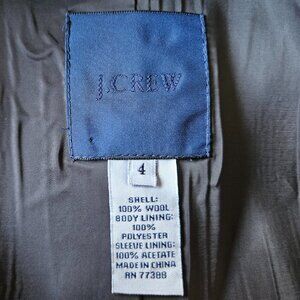 J.CREW
4
SHELL:
100% WOOL
BODY LINING:
100%
POLYESTER
SLEEVE LINING:
100% ACETATE
MADE IN CHINA
RN 77388